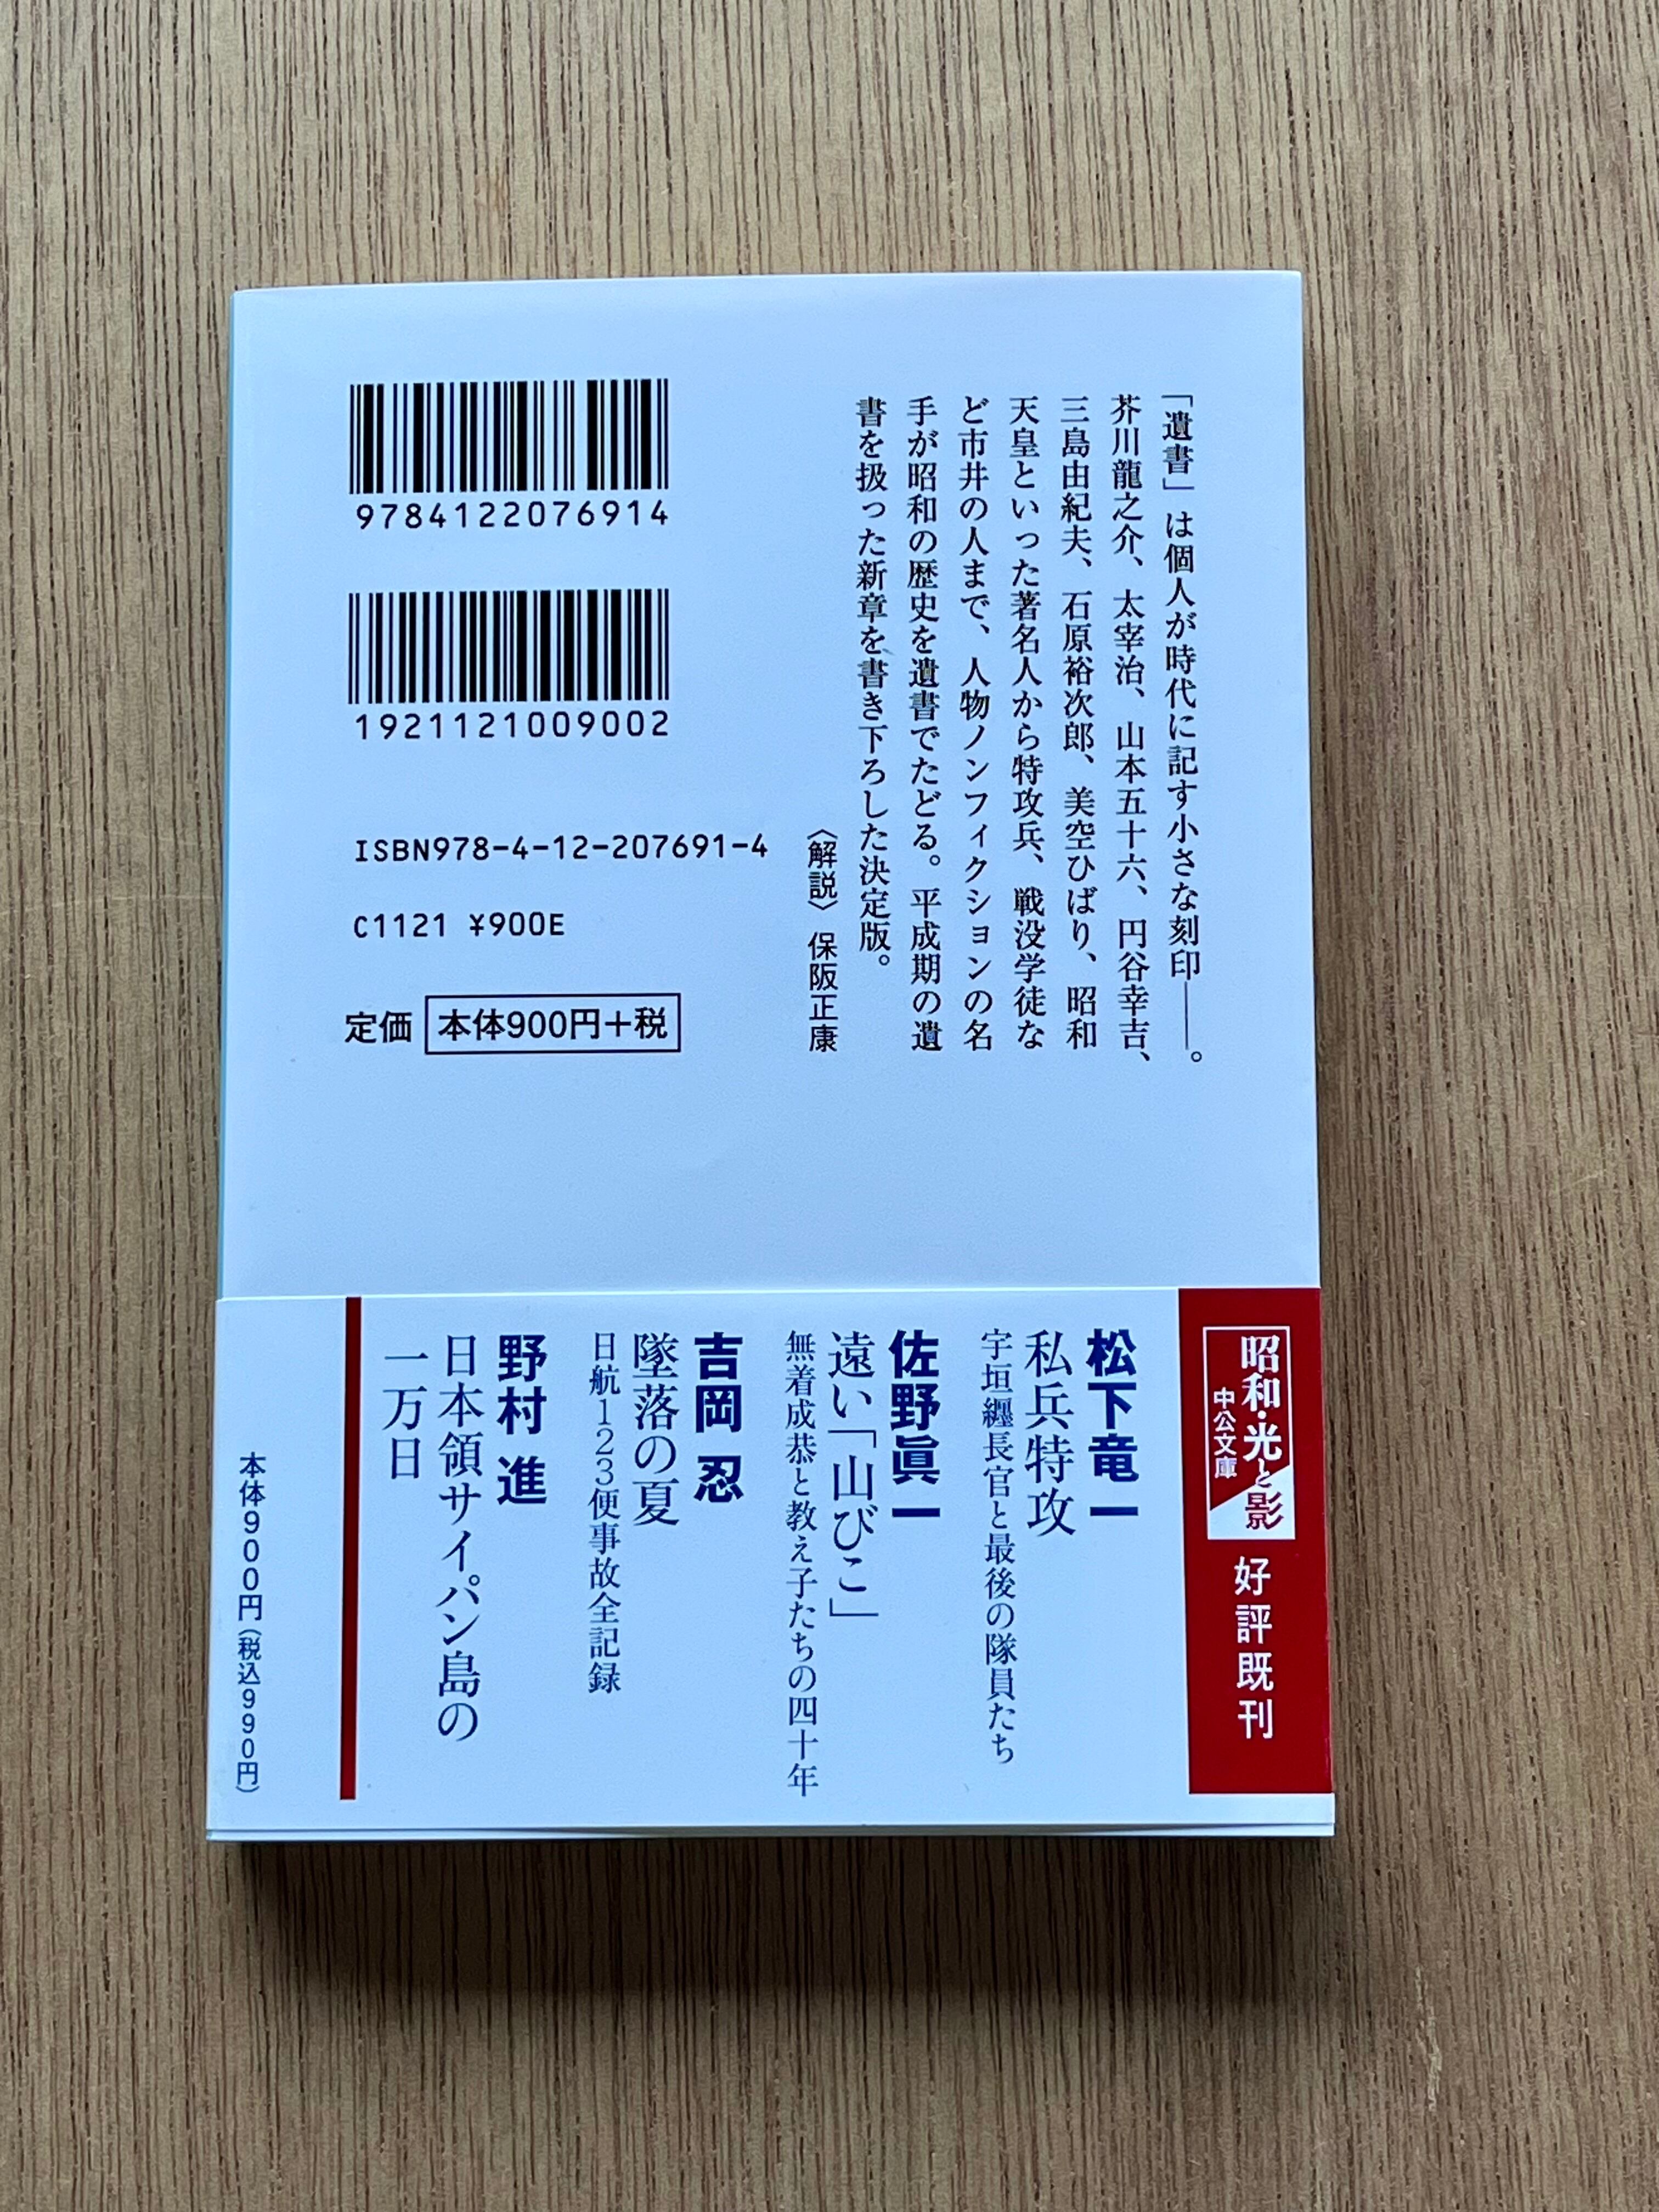 「遺書」は個人が時代に記す小さな刻印――。
芥川龍之介、太宰治、山本五十六、円谷幸吉、
三島由紀夫、石原裕次郎、美空ひばり、昭和
天皇といった著名人から特攻兵、戦没学徒な
ど市井の人まで、人物ノンフィクションの名
手が昭和の歴史を遺書でたどる。平成期の遺
書を扱った新章を書き下ろした決定版。
〈解説〉保阪正康
9784122076914
1921121009002
ISBN978-4-12-207691-4
C1121 ¥900E
定価 本体900円+税
昭和・光と影
中公文庫
好評既刊
松下竜一
私兵特攻
宇垣纏長官と最後の隊員たち
佐野眞一
遠い「山びこ」
無着成恭と教え子たちの四十年
吉岡 忍
墜落の夏
日航123便事故全記録
野村 進
日本領サイパン島の
一万日
本体900円(税込990円)